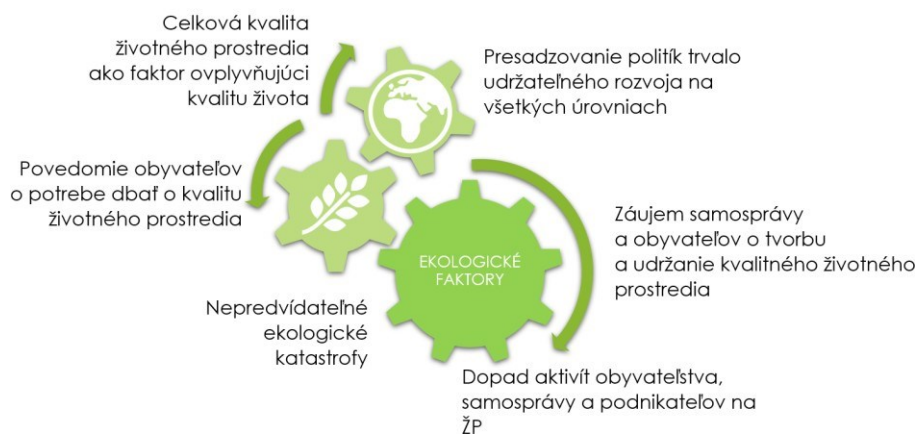 Celková kvalita
životného prostredia
ako faktor ovplyvňujúci
kvalitu života
Presadzovanie politík trvalo
udržateľného rozvoja na
všetkých úrovniach
Povedomie obyvateľov
o potrebe dbať o kvalitu
životného prostredia
Záujem samosprávy
a obyvateľov o tvorbu
a udržanie kvalitného životného
prostredia
EKOLOGICKÉ
FAKTORY
Nepredvídateľné
ekologické
katastrofy
Dopad aktivít obyvateľstva,
samosprávy a podnikateľov na
ŽP